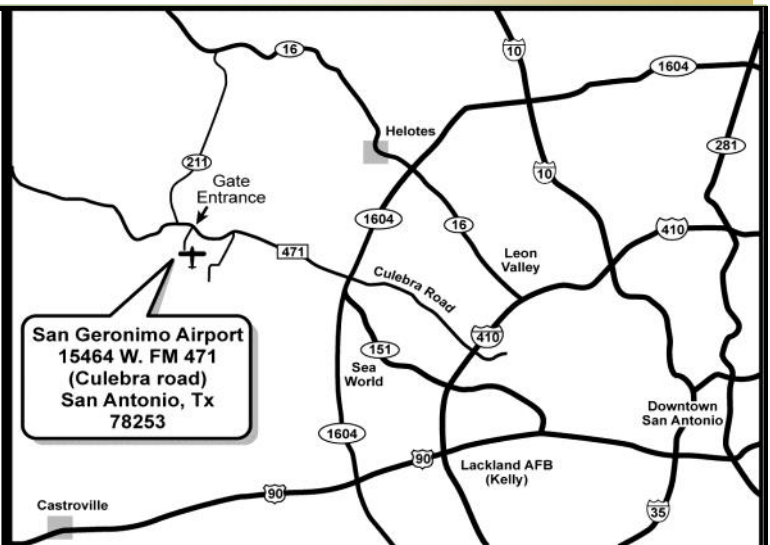 16
10
1604
Helotes
281
211
10
Gate
Entrance
1604
16
410
471
Leon
Valley
Culebra Road
San Geronimo Airport
15464 W. FM 471
(Culebra road)
San Antonio, Tx
78253
410
151
Sea
World
Downtown
San Antonio
1604
90
Lackland AFB
(Kelly)
90
Castroville
35